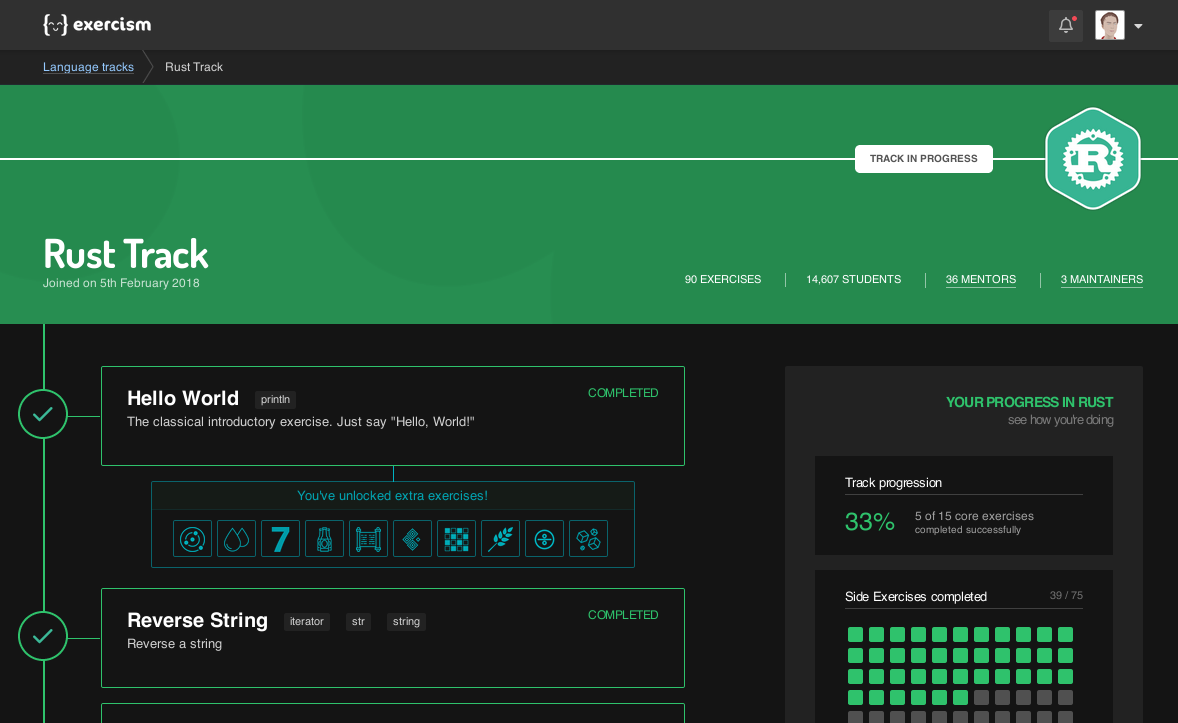 exercism
Language tracks
Rust Track
TRACK IN PROGRESS
R
Rust Track
Joined on 5th February 2018
90 EXERCISES
14,607 STUDENTS
36 MENTORS
3 MAINTAINERS
Hello World
println
COMPLETED
The classical introductory exercise. Just say "Hello, World!"
You've unlocked extra exercises!
7
Reverse String
iterator
str
string
COMPLETED
Reverse a string
YOUR PROGRESS IN RUST
see how you're doing
Track progression
33%
5 of 15 core exercises
completed successfully
Side Exercises completed
39 / 75